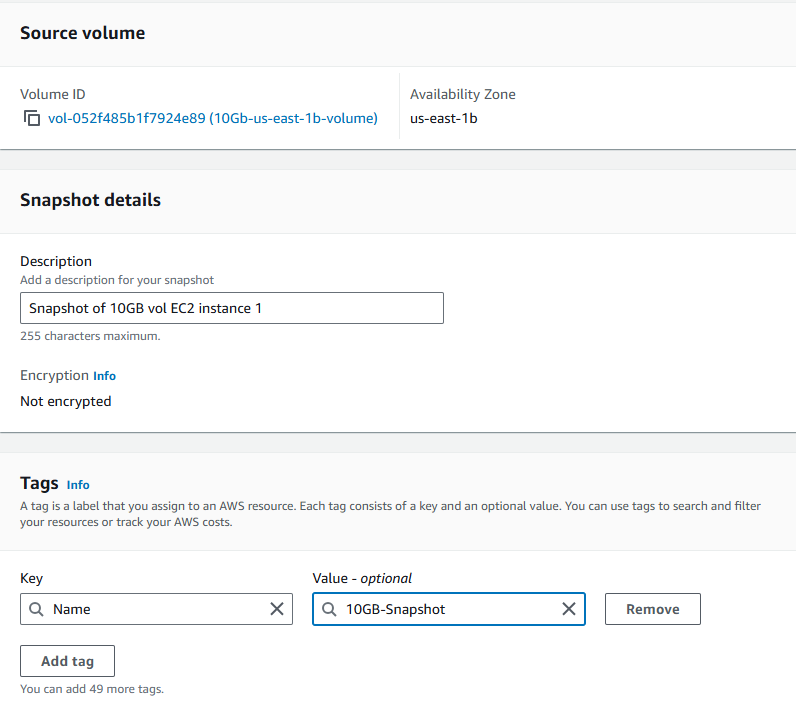 Source volume
Volume ID
vol-052f485b1f7924e89 (10Gb-us-east-1b-volume)
Availability Zone
us-east-1b
Snapshot details
Description
Add a description for your snapshot
Snapshot of 10GB vol EC2 instance 1
255 characters maximum.
Encryption Info
Not encrypted
Tags Info
A tag is a label that you assign to an AWS resource. Each tag consists of a key and an optional value. You can use tags to search and filter
your resources or track your AWS costs.
Key
Value - optional
Name
10GB-Snapshot
Remove
Add tag
You can add 49 more tags.